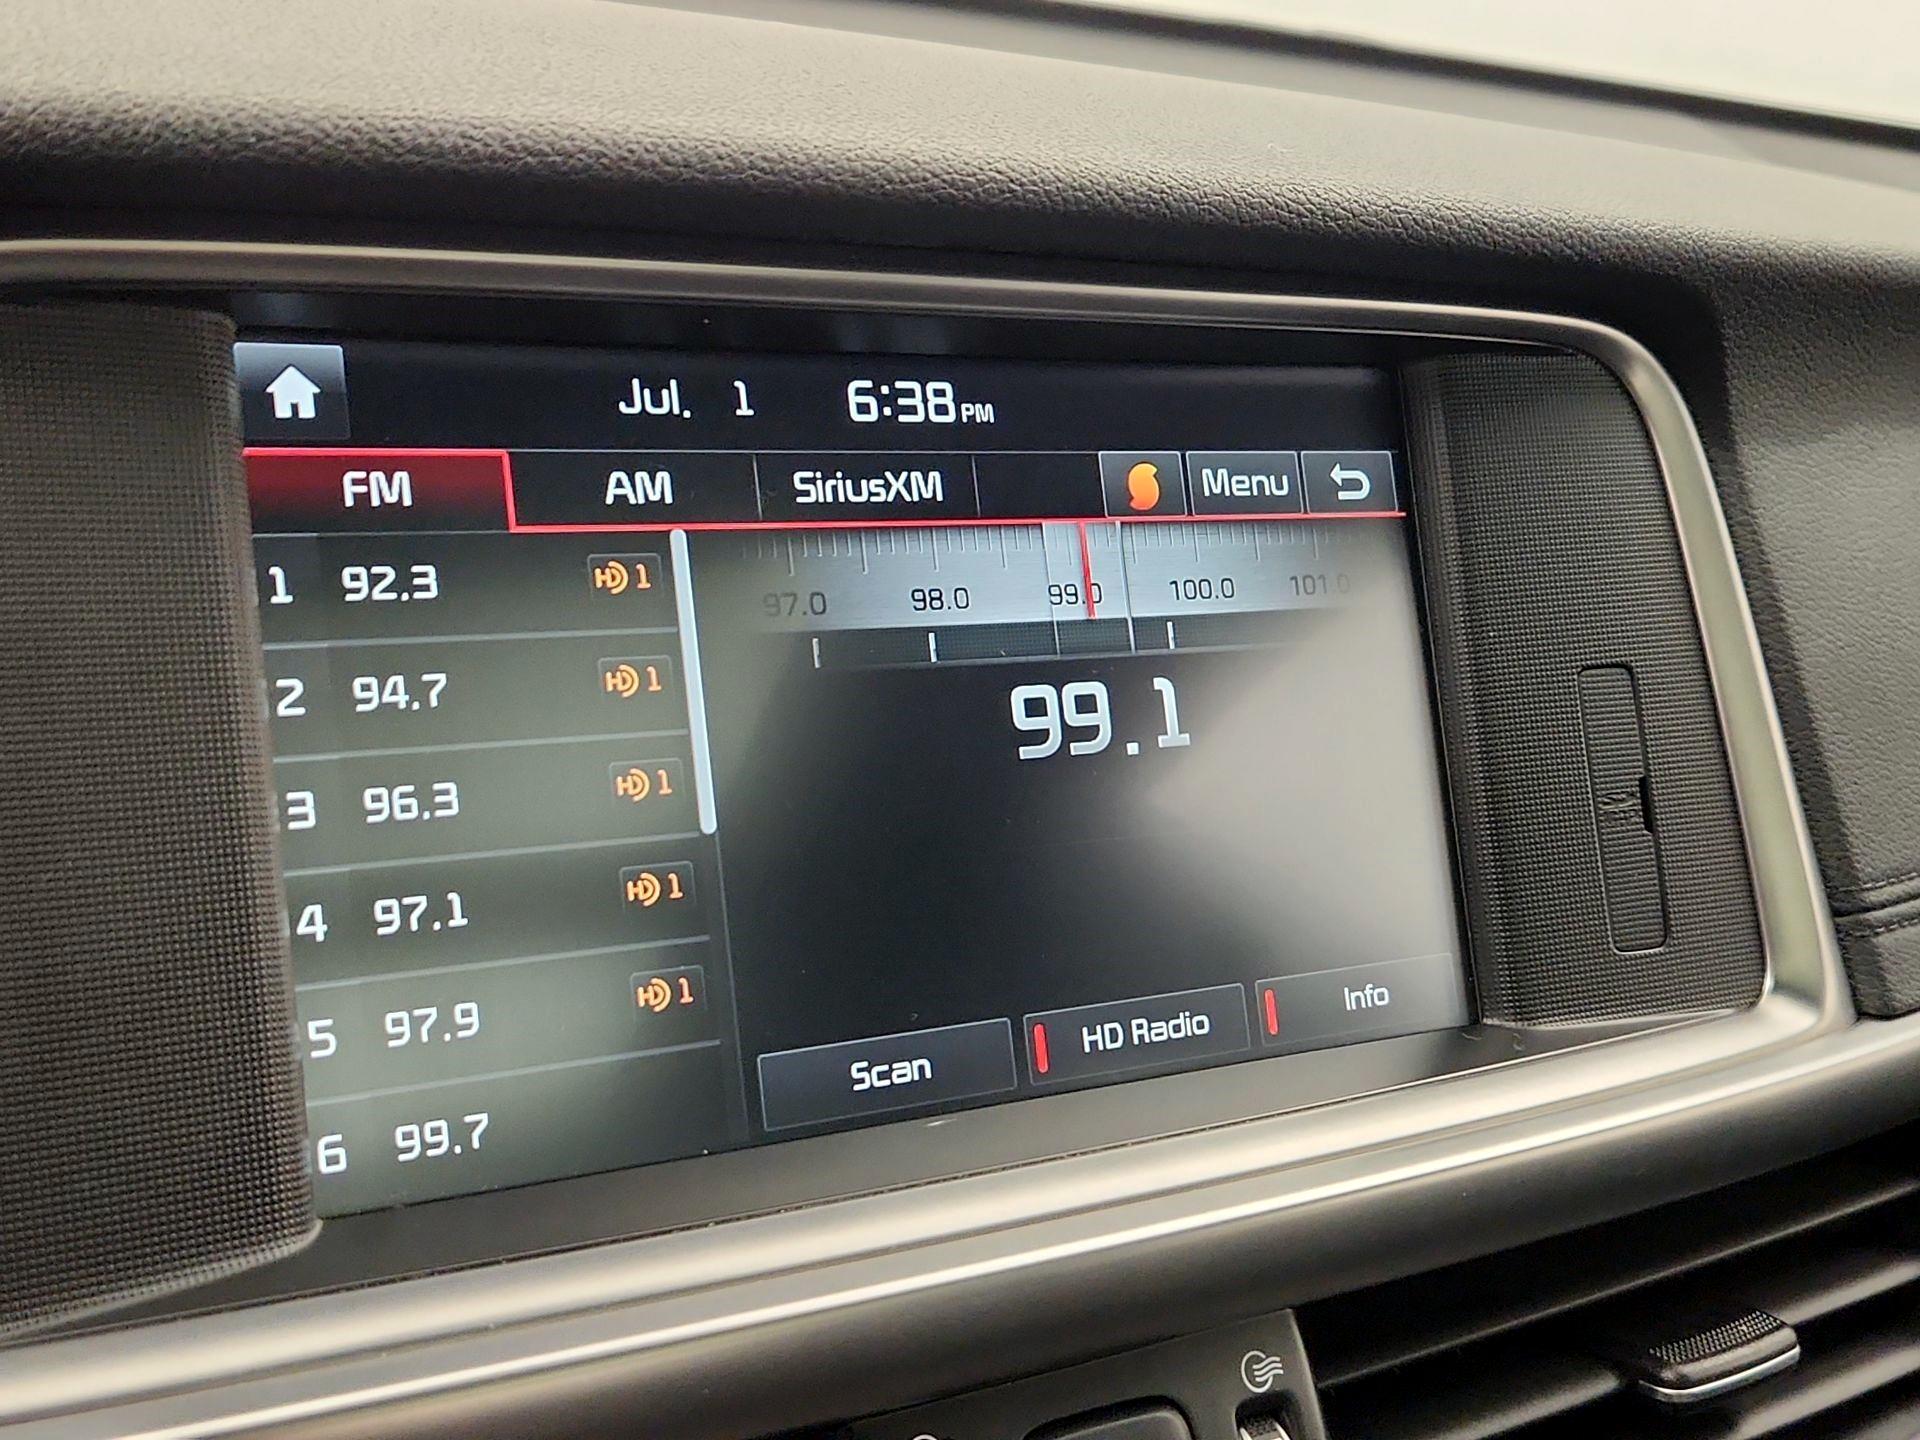 Jul. 1 6:38 PM
FM AM SiriusXM Menu
1 92.3 HD 1
2 94.7 HD 1
3 96.3 HD 1
4 97.1 HD 1
5 97.9 HD 1
6 99.7
97.0 98.0 99.0 100.0 101.0
99.1
Scan HD Radio Info